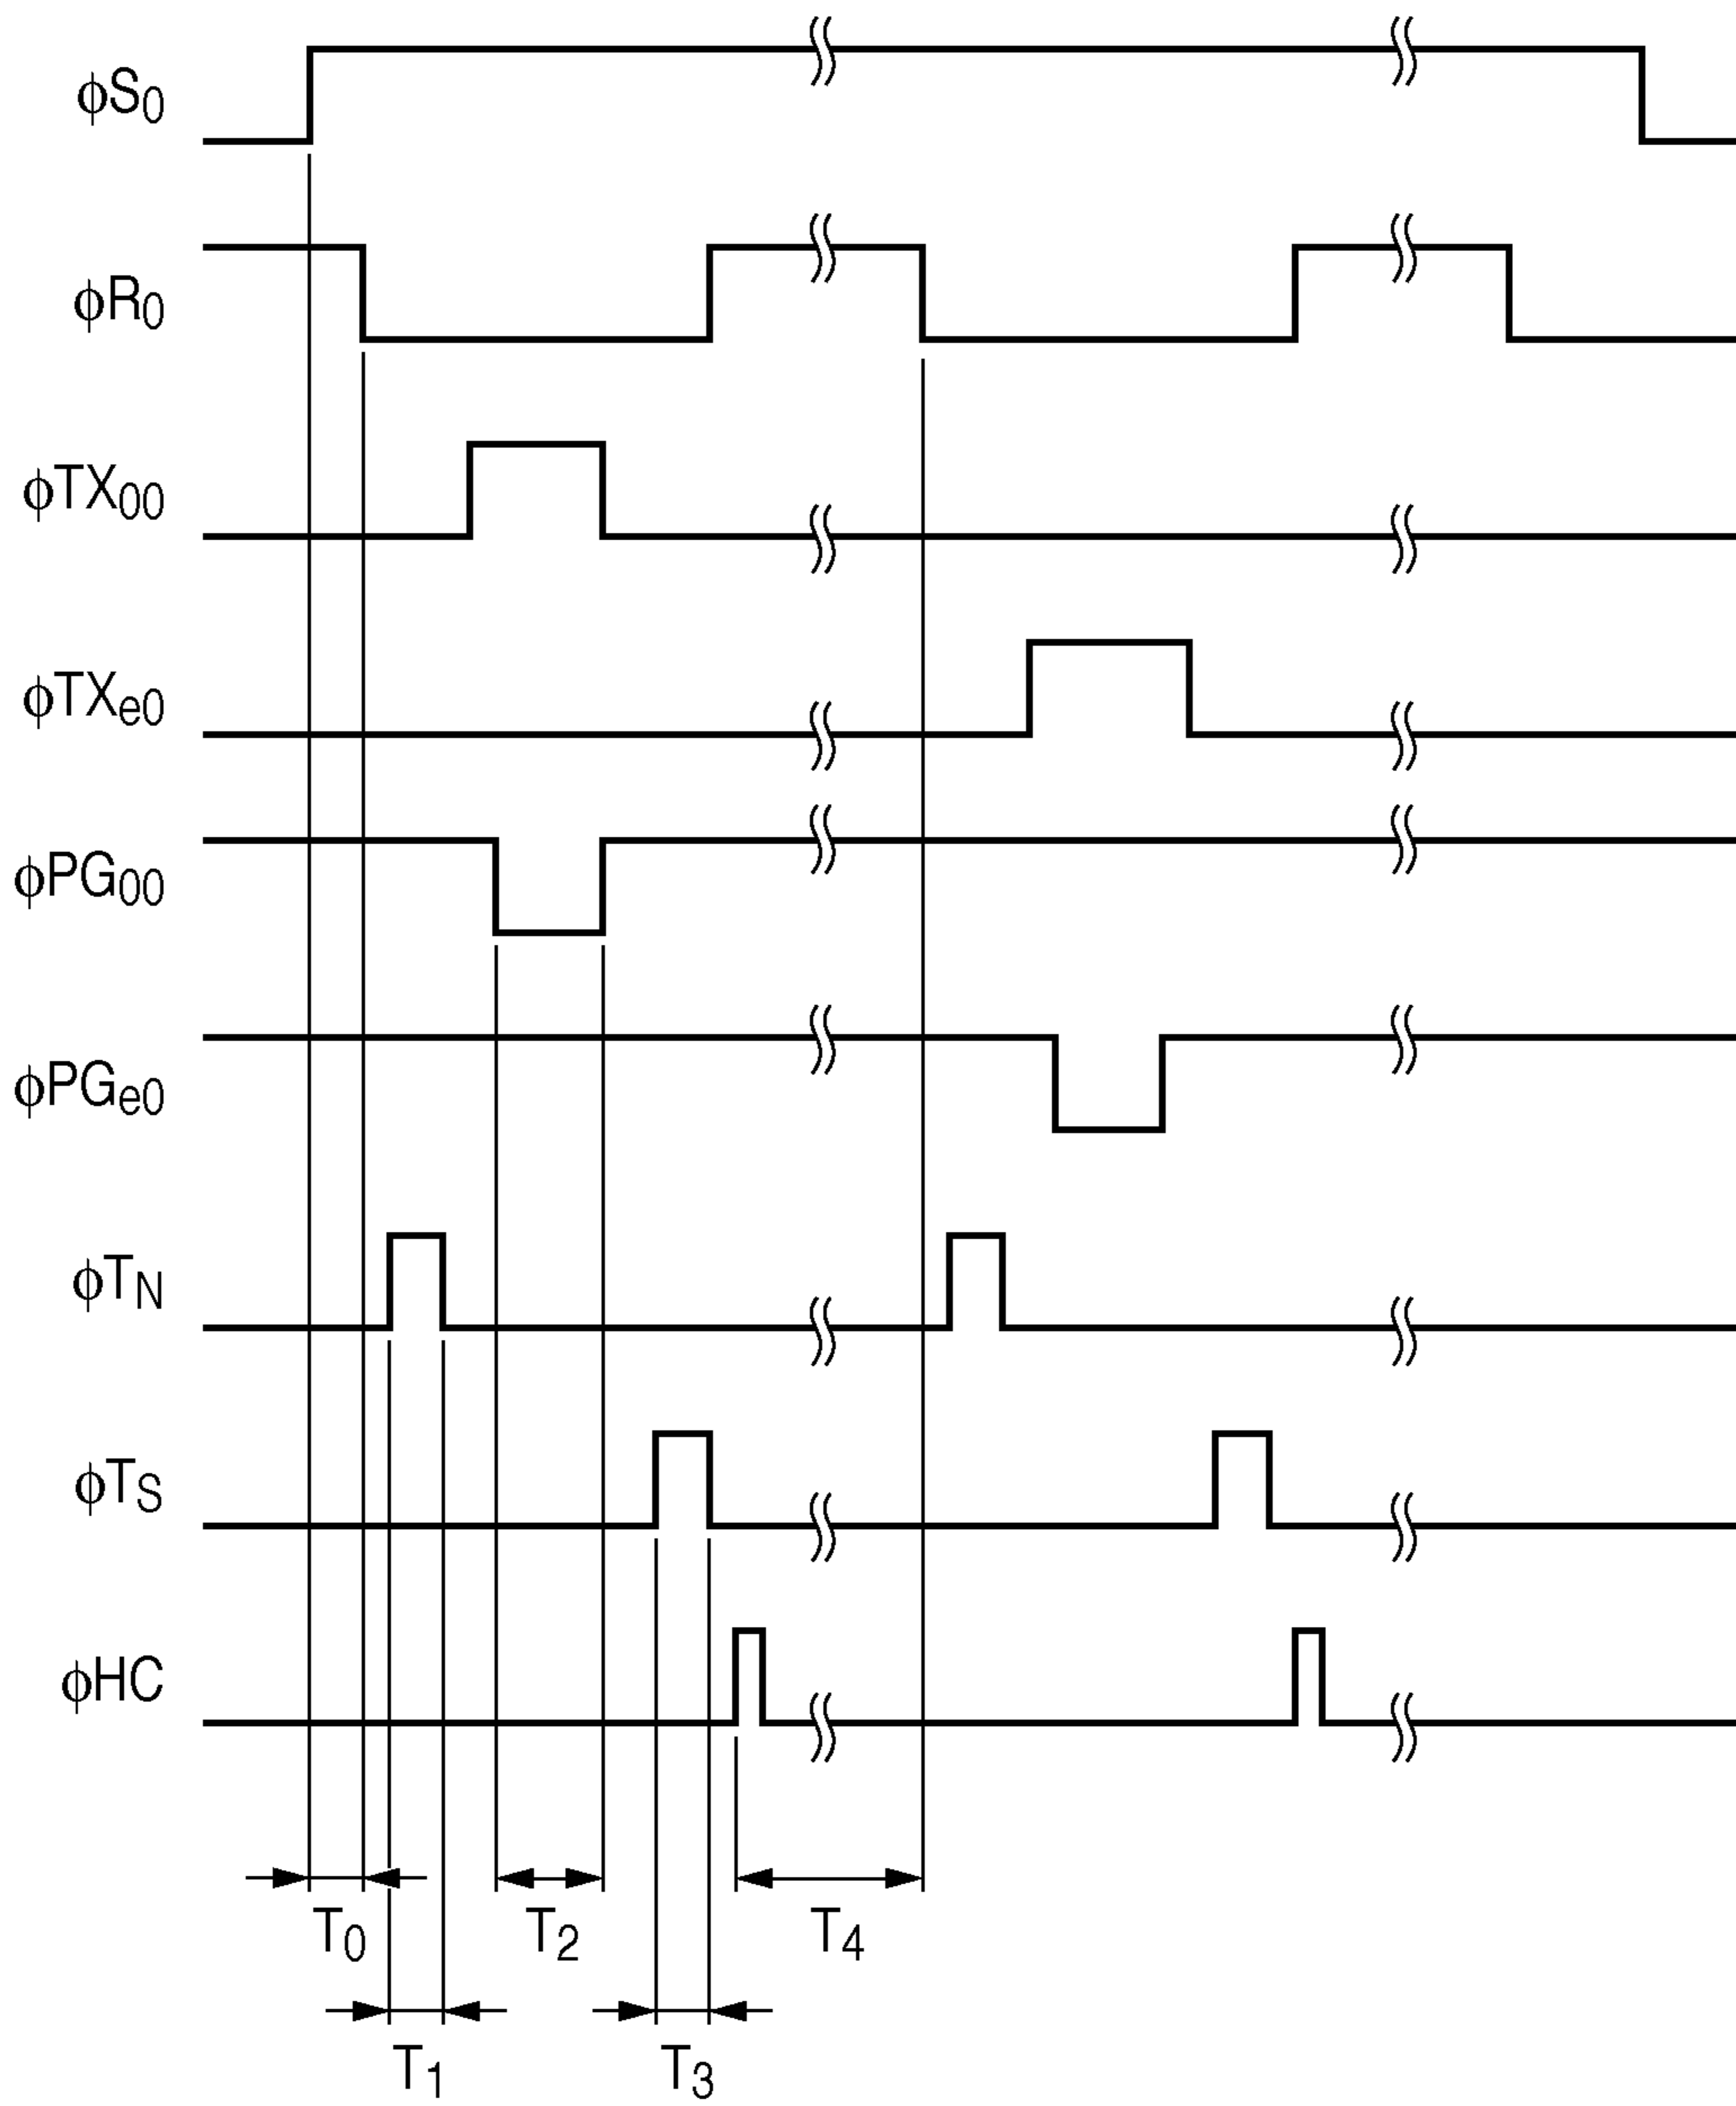 ϕS₀
ϕR₀
ϕTX₀₀
ϕTXₑ₀
ϕPG₀₀
ϕPGₑ₀
ϕTN
ϕTS
ϕHC
T₀ T₂ T₄
T₁ T₃